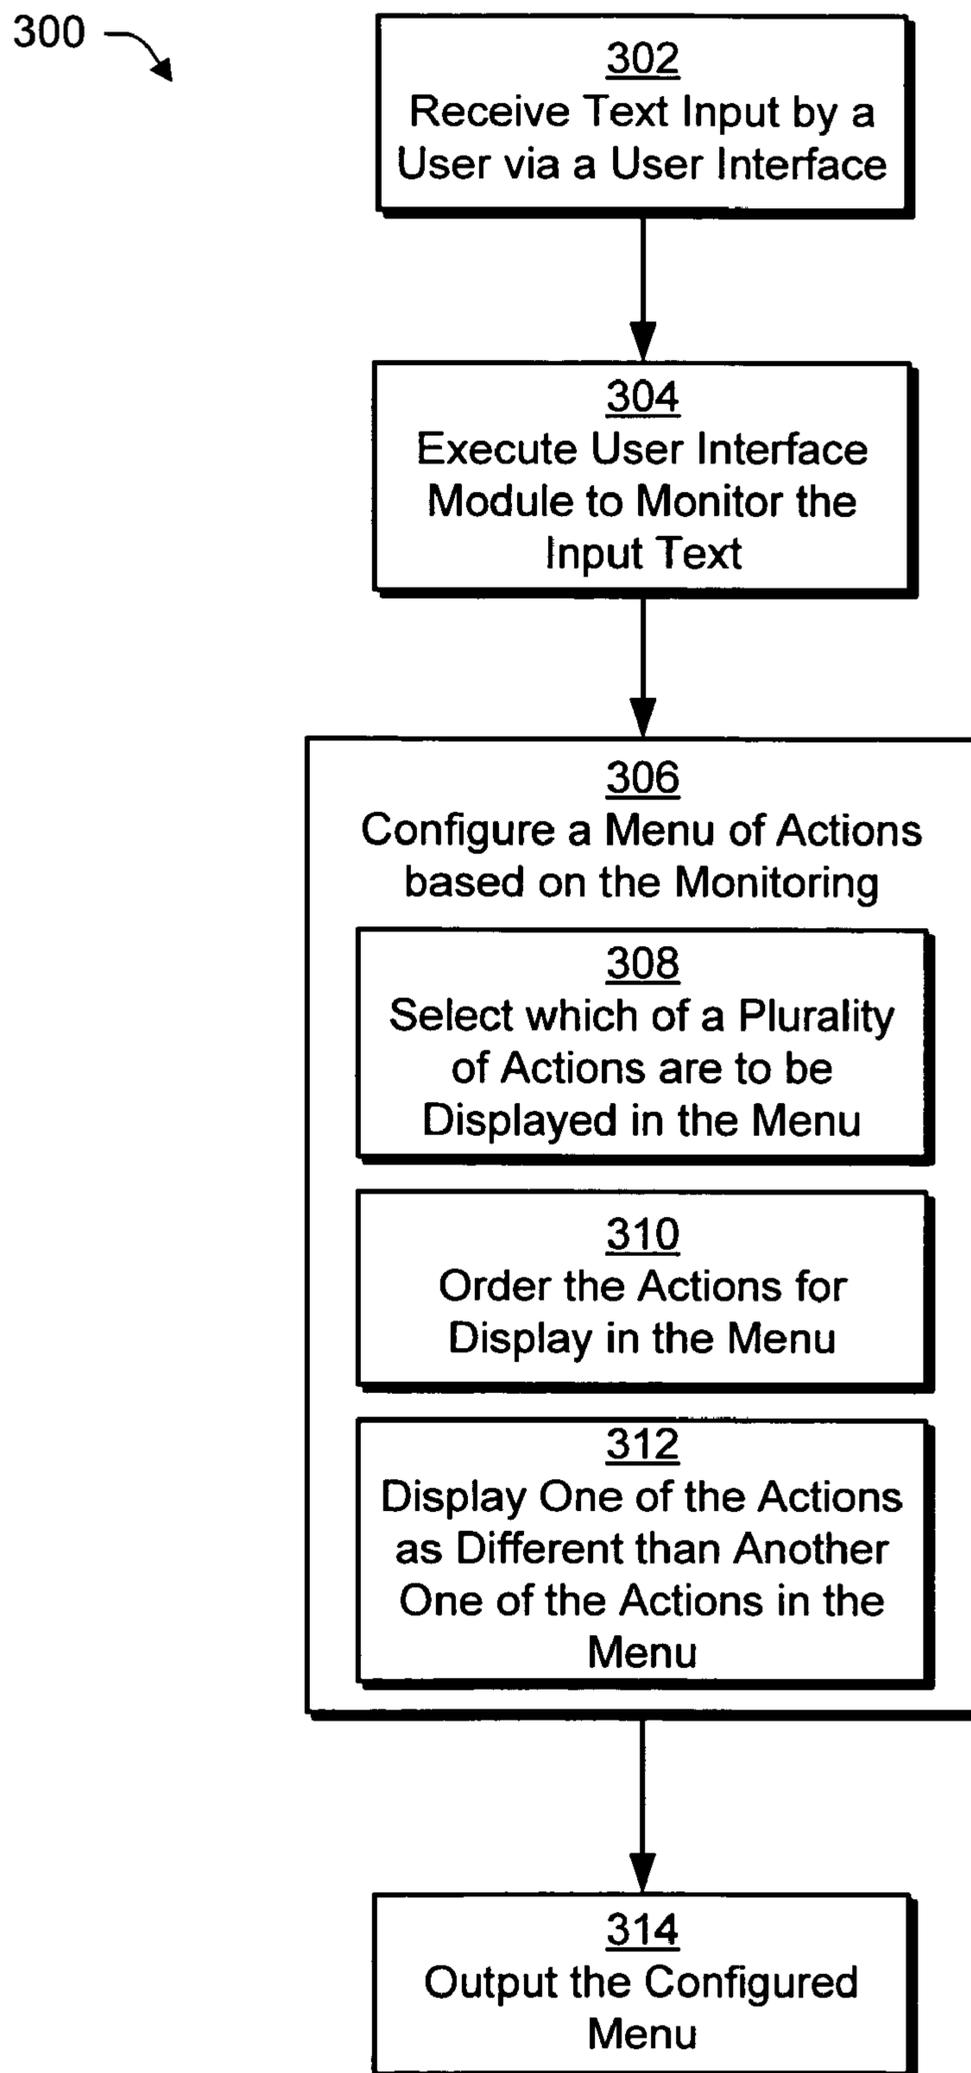 300
302
Receive Text Input by a
User via a User Interface
304
Execute User Interface
Module to Monitor the
Input Text
306
Configure a Menu of Actions
based on the Monitoring
308
Select which of a Plurality
of Actions are to be
Displayed in the Menu
310
Order the Actions for
Display in the Menu
312
Display One of the Actions
as Different than Another
One of the Actions in the
Menu
314
Output the Configured
Menu